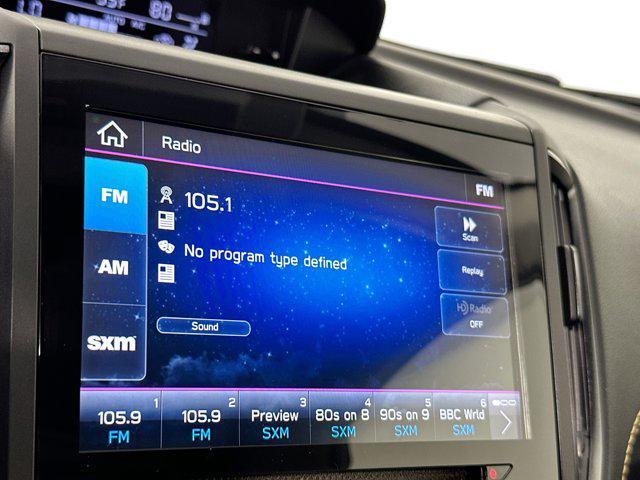 80
AUTO
Radio
FM
FM
105.1
AM
No program type defined
Scan
Replay
HD Radio
OFF
sxm
Sound
1
105.9
FM
2
105.9
FM
3
Preview
SXM
4
80s on 8
SXM
5
90s on 9
SXM
6
BBC Wrld
SXM